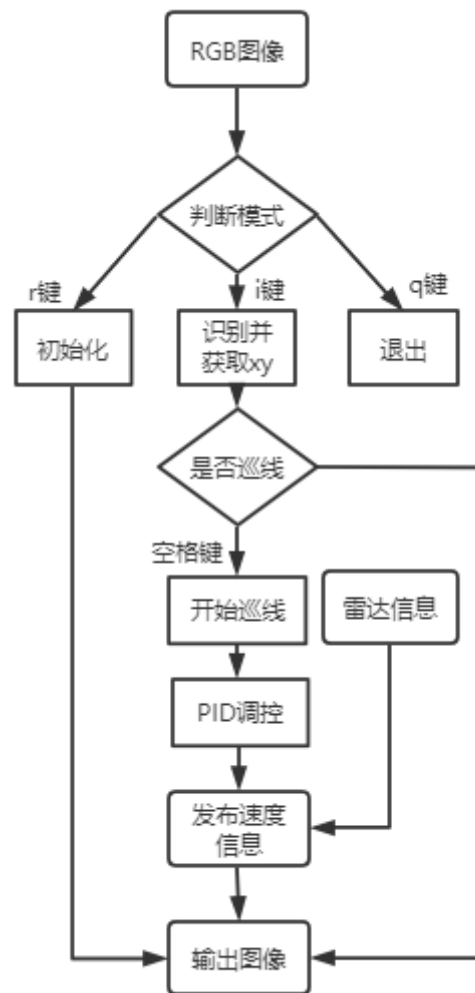 RGB图像
判断模式
r键
i键
q键
初始化
识别并
获取xy
退出
是否巡线
空格键
开始巡线
雷达信息
PID调控
发布速度
信息
输出图像